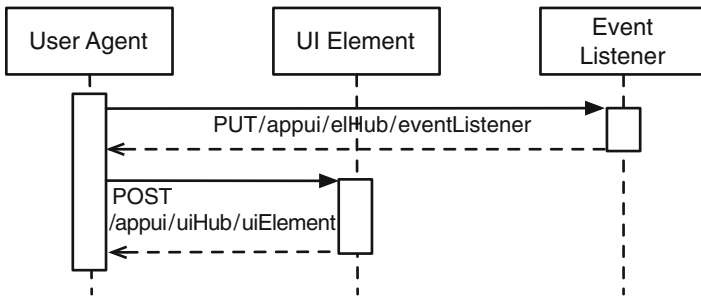 User Agent
UI Element
Event
Listener
PUT/appui/elHub/eventListener
POST
/appui/uiHub/uiElement